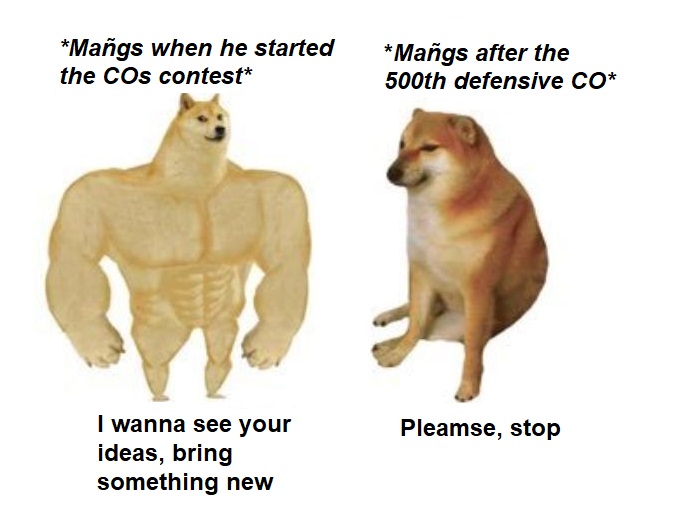 *Mañgs when he started
the COs contest*
*Mañgs after the
500th defensive CO*
I wanna see your
ideas, bring
something new
Pleamse, stop